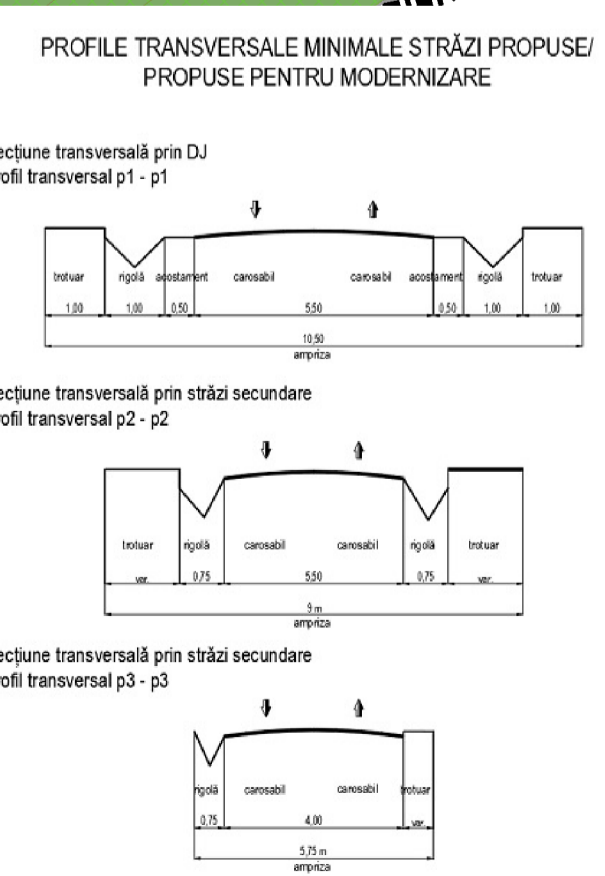 PROFILE TRANSVERSALE MINIMALE STRĂZI PROPUSE/
PROPUSE PENTRU MODERNIZARE
ecțiune transversală prin DJ
ofil transversal p1 - p1
trotuar rigolă acostament carosabil carosabil acostament rigolă trotuar
1,00 1,00 0,50 5,50 0,50 1,00 1,00
10,50
ampriza
ecțiune transversală prin străzi secundare
ofil transversal p2 - p2
trotuar rigolă carosabil carosabil rigolă trotuar
var. 0,75 5,50 0,75 var.
9 m
ampriza
ecțiune transversală prin străzi secundare
ofil transversal p3 - p3
rigolă carosabil carosabil trotuar
0,75 4,00 var.
5,75 m
ampriza